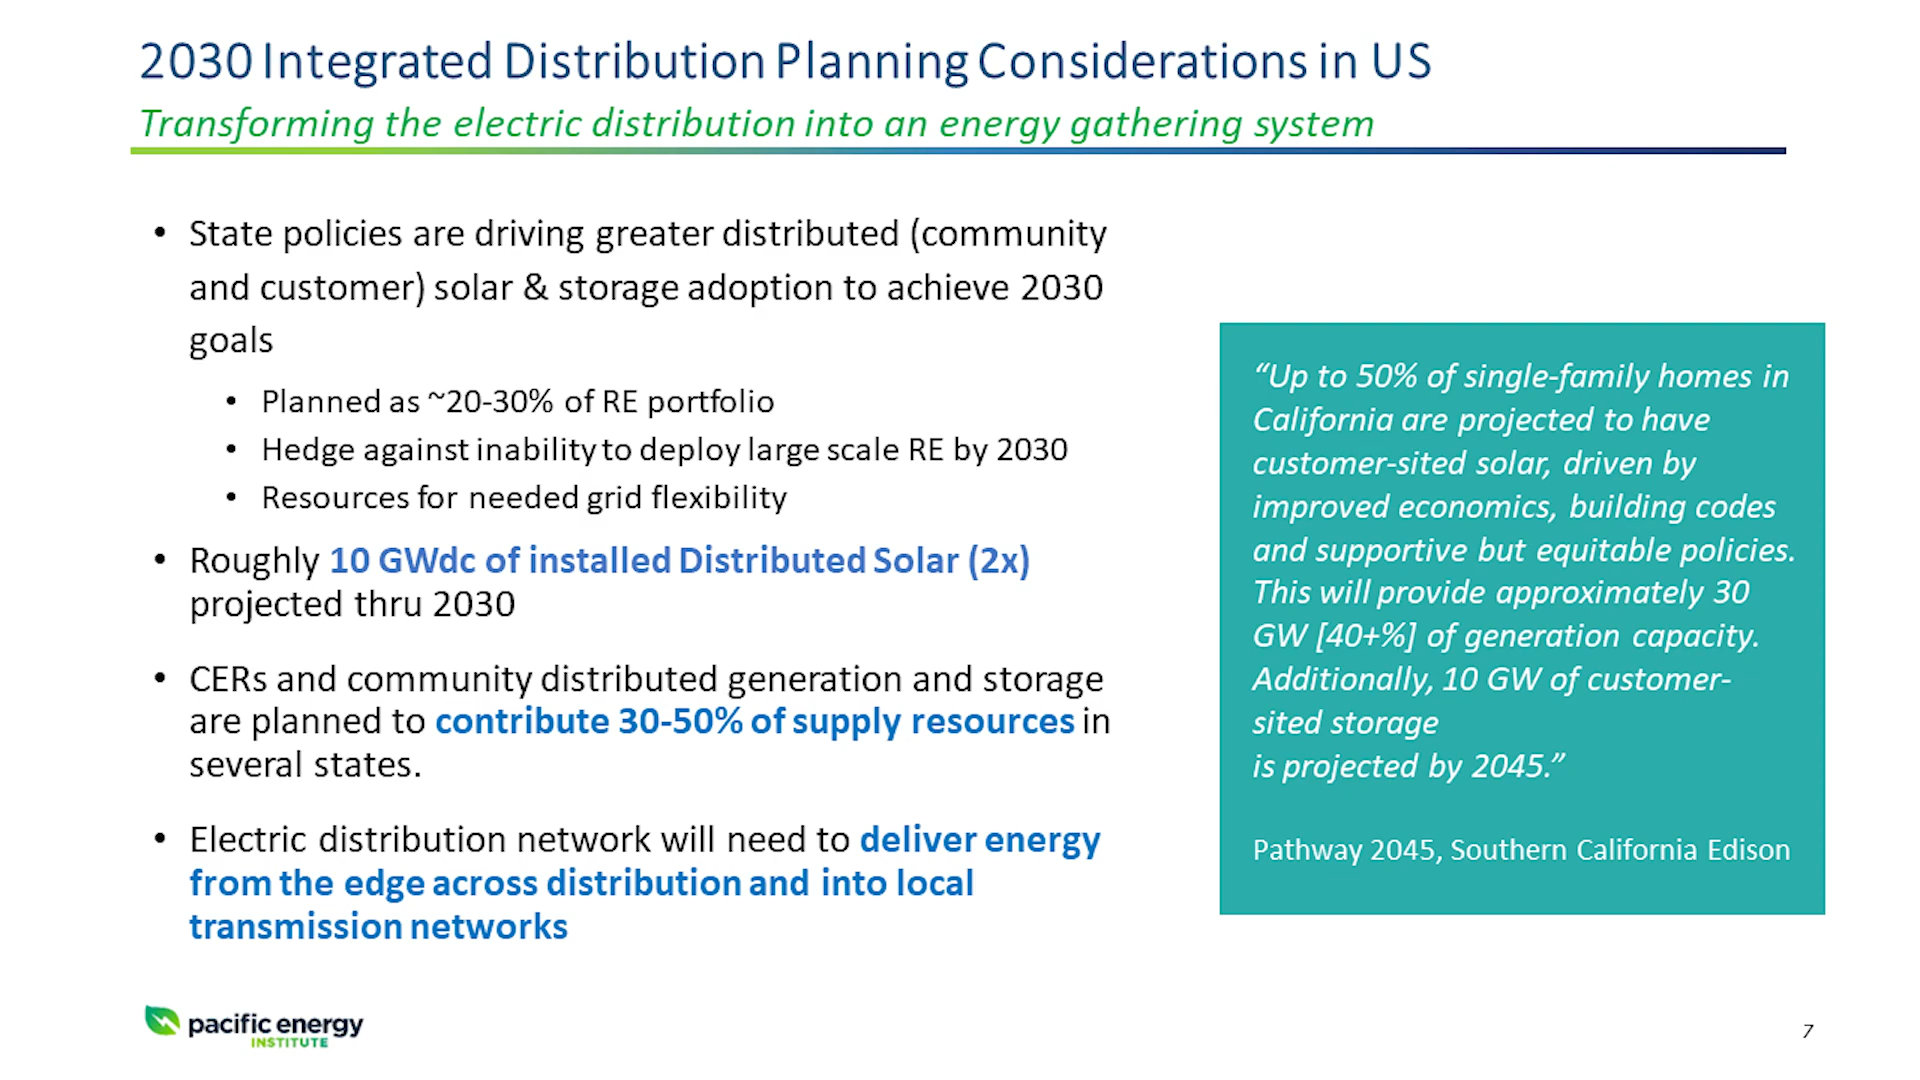 2030 Integrated Distribution Planning Considerations in US
Transforming the electric distribution into an energy gathering system
• State policies are driving greater distributed (community
and customer) solar & storage adoption to achieve 2030
goals
• Planned as ~20-30% of RE portfolio
• Hedge against inability to deploy large scale RE by 2030
• Resources for needed grid flexibility
• Roughly 10 GWdc of installed Distributed Solar (2x)
projected thru 2030
• CERs and community distributed generation and storage
are planned to contribute 30-50% of supply resources in
several states.
• Electric distribution network will need to deliver energy
from the edge across distribution and into local
transmission networks
“Up to 50% of single-family homes in
California are projected to have
customer-sited solar, driven by
improved economics, building codes
and supportive but equitable policies.
This will provide approximately 30
GW [40+%] of generation capacity.
Additionally, 10 GW of customer-
sited storage
is projected by 2045.”
Pathway 2045, Southern California Edison
pacific energy
INSTITUTE
7